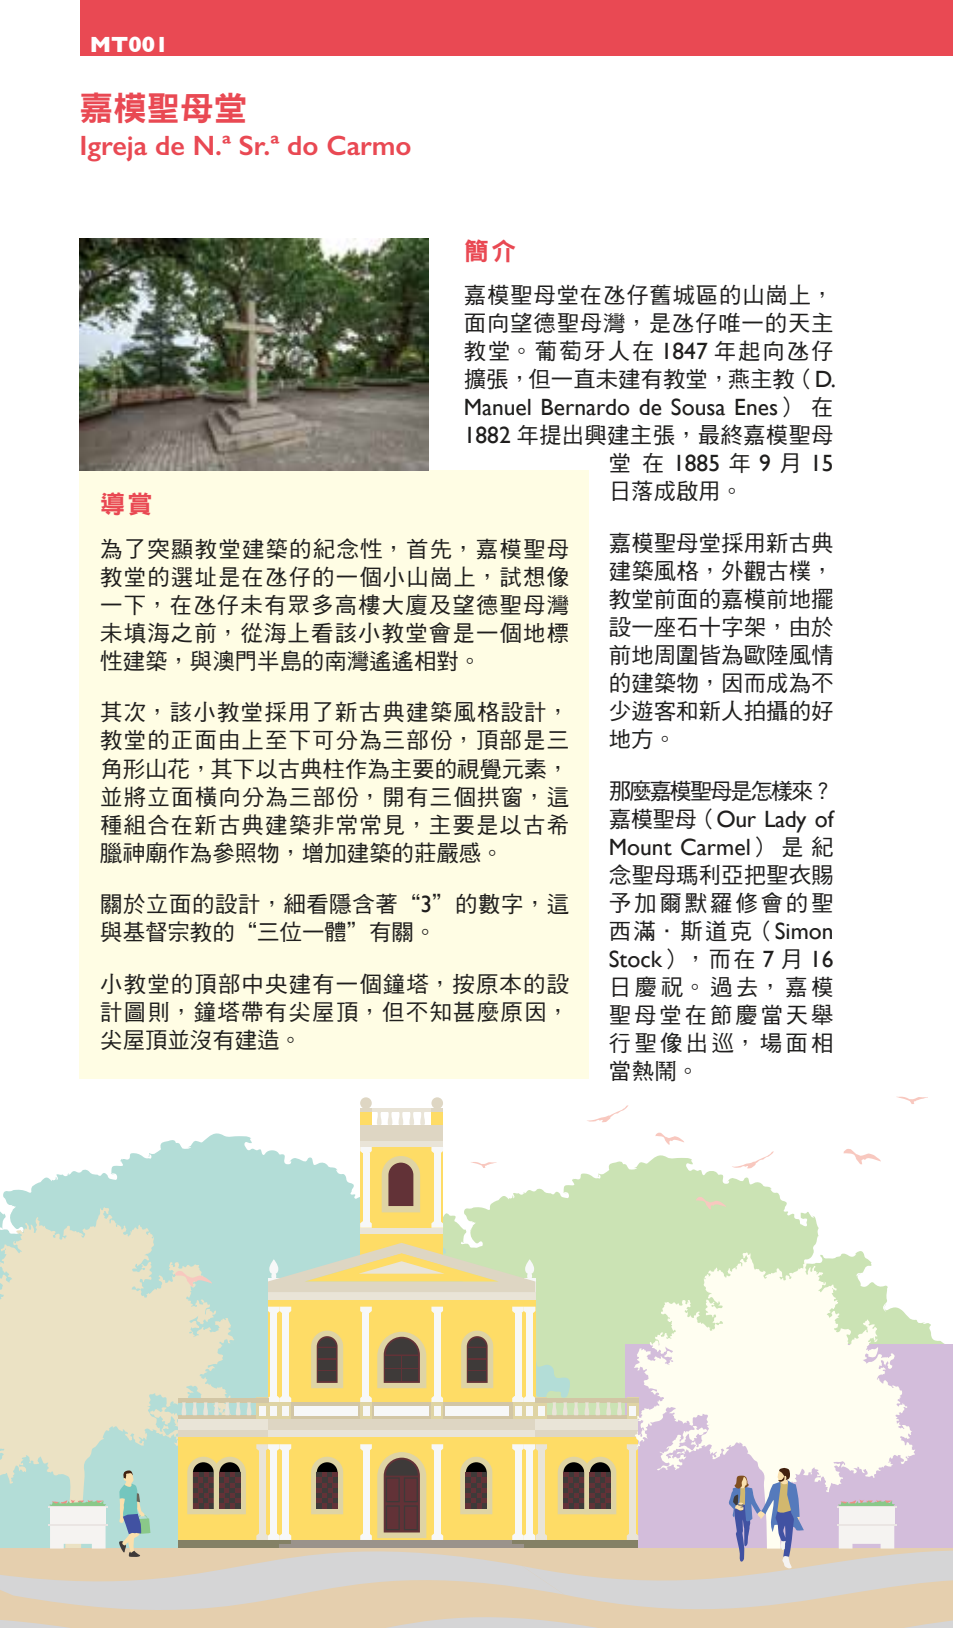 MT001
嘉模聖母堂
Igreja de N.ª Sr.ª do Carmo
簡介
嘉模聖母堂在氹仔舊城區的山崗上，
面向望德聖母灣，是氹仔唯一的天主
教堂。葡萄牙人在 1847 年起向氹仔
擴張，但一直未建有教堂，燕主教（D.
Manuel Bernardo de Sousa Enes） 在
1882 年提出興建主張，最終嘉模聖母
堂 在 1885 年 9 月 15
日落成啟用。
嘉模聖母堂採用新古典
建築風格，外觀古樸，
教堂前面的嘉模前地擺
設一座石十字架，由於
前地周圍皆為歐陸風情
的建築物，因而成為不
少遊客和新人拍攝的好
地方。
那麼嘉模聖母是怎樣來？
嘉模聖母（Our Lady of
Mount Carmel） 是 紀
念聖母瑪利亞把聖衣賜
予加爾默羅修會的聖
西滿．斯道克（Simon
Stock），而在 7 月 16
日慶祝。過去，嘉模
聖母堂在節慶當天舉
行聖像出巡，場面相
當熱鬧。
導賞
為了突顯教堂建築的紀念性，首先，嘉模聖母
教堂的選址是在氹仔的一個小山崗上，試想像
一下，在氹仔未有眾多高樓大廈及望德聖母灣
未填海之前，從海上看該小教堂會是一個地標
性建築，與澳門半島的南灣遙遙相對。
其次，該小教堂採用了新古典建築風格設計，
教堂的正面由上至下可分為三部份，頂部是三
角形山花，其下以古典柱作為主要的視覺元素，
並將立面橫向分為三部份，開有三個拱窗，這
種組合在新古典建築非常常見，主要是以古希
臘神廟作為參照物，增加建築的莊嚴感。
關於立面的設計，細看隱含著“3”的數字，這
與基督宗教的“三位一體”有關。
小教堂的頂部中央建有一個鐘塔，按原本的設
計圖則，鐘塔帶有尖屋頂，但不知甚麼原因，
尖屋頂並沒有建造。